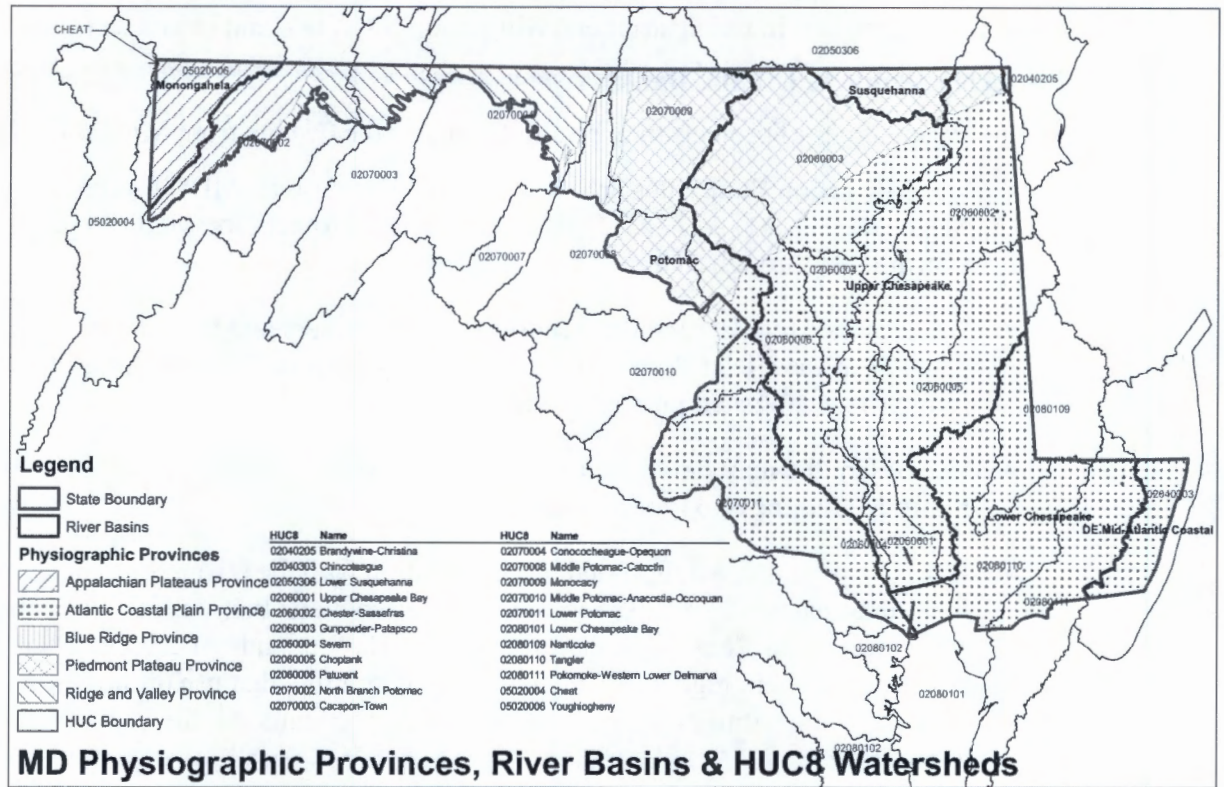 CHEAT
02050306
05020006
Monongahela
Susquehanna
02040205
02070009
02070004
02070002
02060003
02070003
02060002
05020004
02070007
02070008
Potomac
02060004
Upper Chesapeake
02060006
02070010
02060005
02080109
02040303
02070011
Lower Chesapeake
DE Mid-Atlantic Coastal
02060004
02060001
02080110
02080111
02080102
02080101
02080102
Legend
State Boundary
River Basins
Physiographic Provinces
Appalachian Plateaus Province
Atlantic Coastal Plain Province
Blue Ridge Province
Piedmont Plateau Province
Ridge and Valley Province
HUC Boundary
HUC8 Name
02040205 Brandywine-Christina
02040303 Chincoteague
02050306 Lower Susquehanna
02060001 Upper Chesapeake Bay
02060002 Chester-Sassafras
02060003 Gunpowder-Patapsco
02060004 Severn
02060005 Choptank
02060006 Patuxent
02070002 North Branch Potomac
02070003 Cacapon-Town
HUC8 Name
02070004 Conococheague-Opequon
02070008 Middle Potomac-Catoctin
02070009 Monocacy
02070010 Middle Potomac-Anacostia-Occoquan
02070011 Lower Potomac
02080101 Lower Chesapeake Bay
02080109 Nanticoke
02080110 Tangier
02080111 Pokomoke-Western Lower Delmarva
05020004 Cheat
05020006 Youghiogheny
MD Physiographic Provinces, River Basins & HUC8 Watersheds